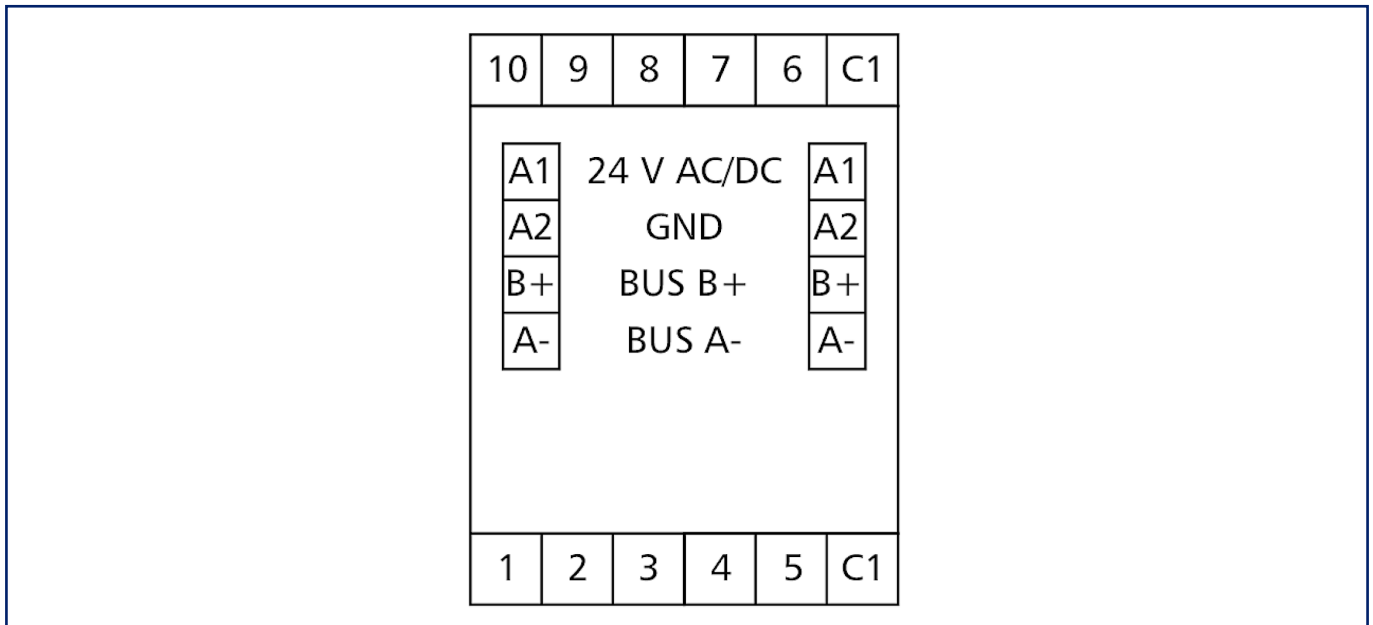 10 9 8 7 6 C1
A1 24 V AC/DC A1
A2 GND A2
B+ BUS B+ B+
A- BUS A- A-
1 2 3 4 5 C1